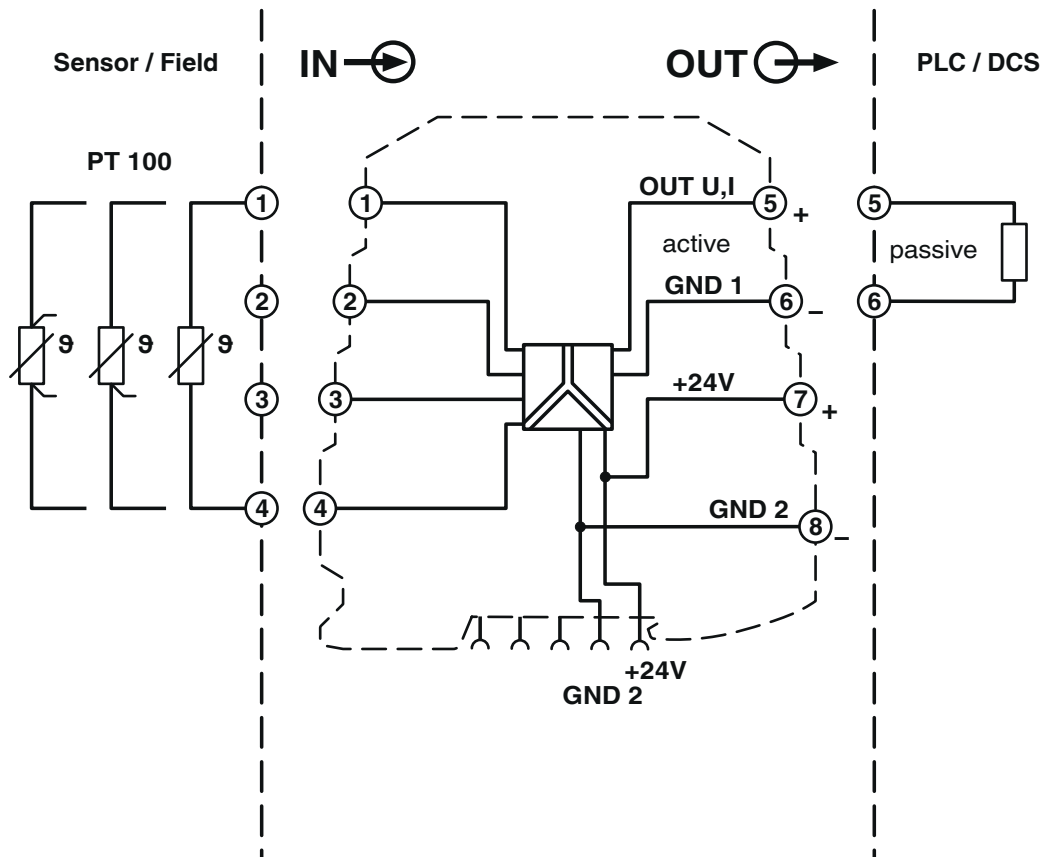 Sensor / Field IN OUT PLC / DCS
PT 100
1 1 OUT U,I 5 + 5
active passive
2 2 GND 1 6 – 6
ϑ ϑ ϑ
3 3 +24V 7 +
4 4 GND 2 8 –
+24V
GND 2